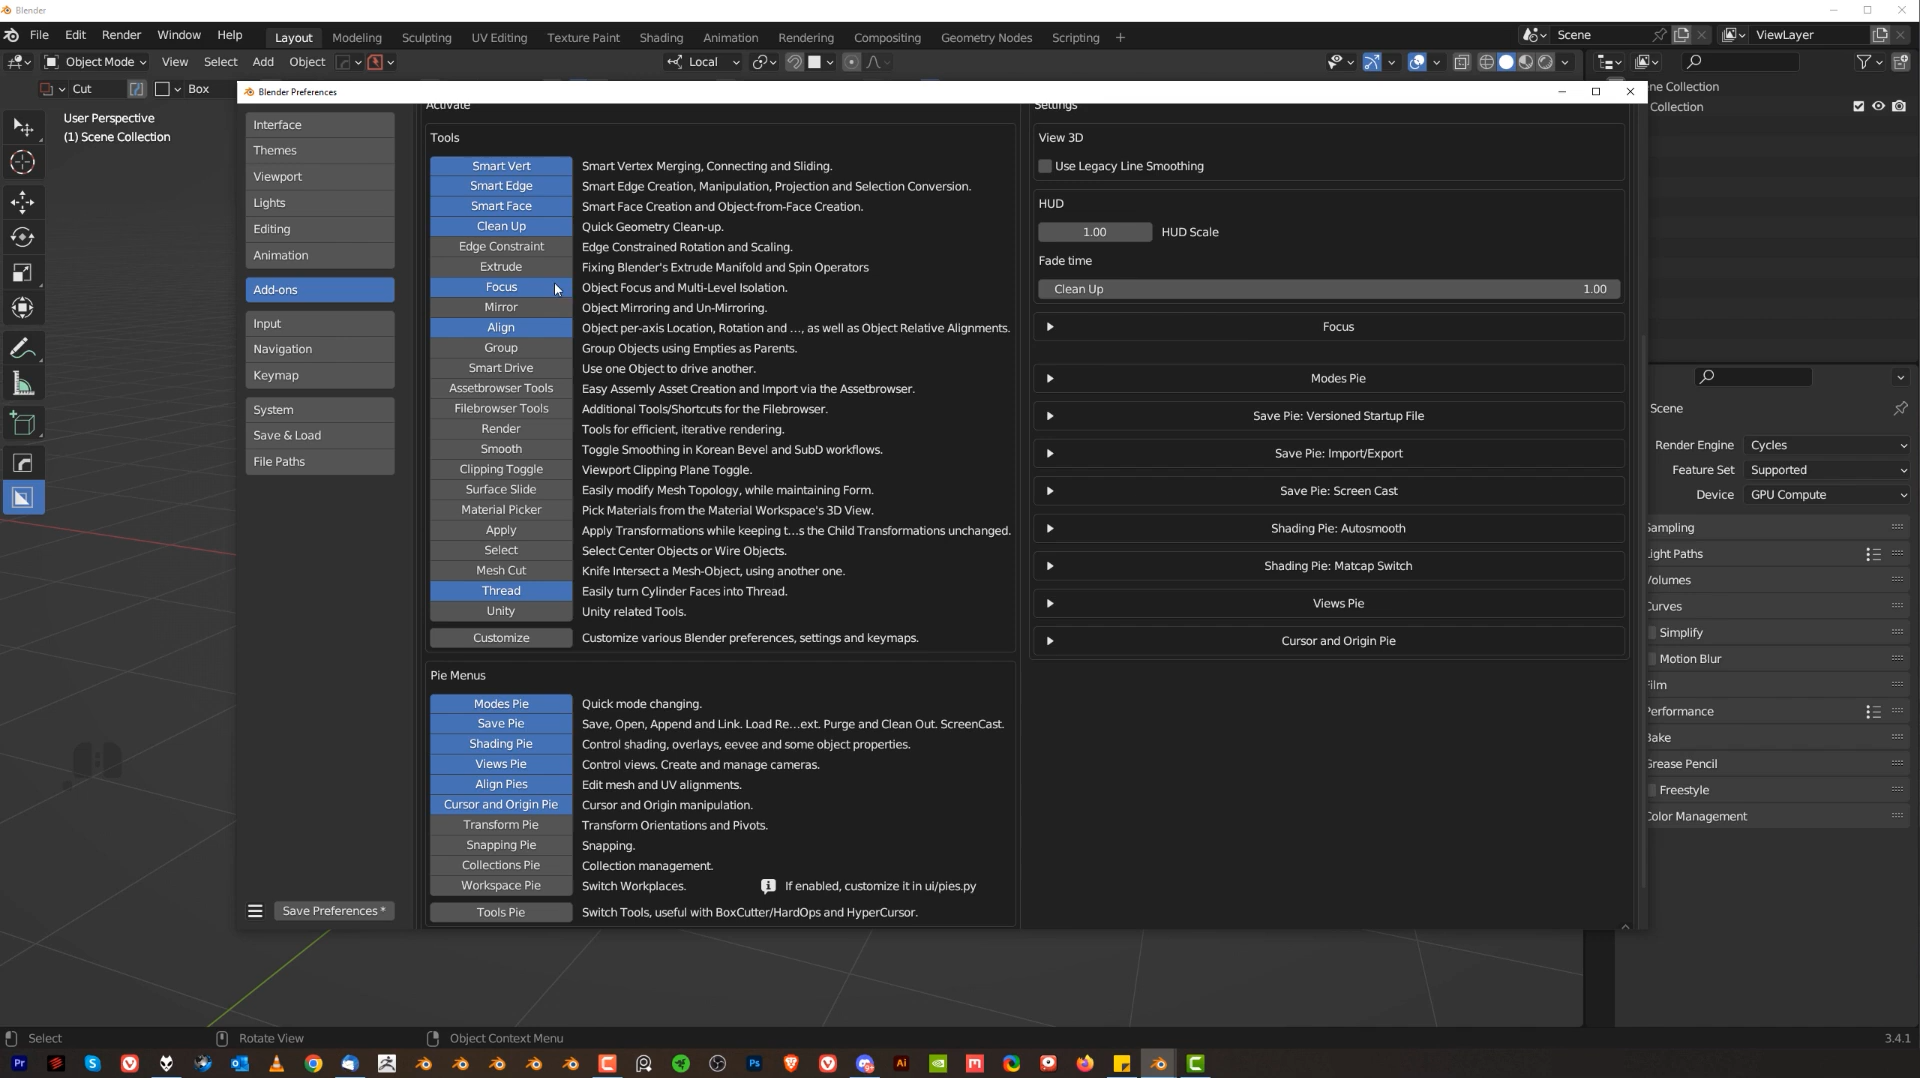 Blender
File Edit Render Window Help Layout Modeling Sculpting UV Editing Texture Paint Shading Animation Rendering Compositing Geometry Nodes Scripting + Scene ViewLayer
Object Mode View Select Add Object Local
Cut Box
Blender Preferences
User Perspective
(1) Scene Collection
ne Collection
Collection
Interface
Themes
Viewport
Lights
Editing
Animation
Add-ons
Input
Navigation
Keymap
System
Save & Load
File Paths
Save Preferences *
Activate
Tools
Smart Vert Smart Vertex Merging, Connecting and Sliding.
Smart Edge Smart Edge Creation, Manipulation, Projection and Selection Conversion.
Smart Face Smart Face Creation and Object-from-Face Creation.
Clean Up Quick Geometry Clean-up.
Edge Constraint Edge Constrained Rotation and Scaling.
Extrude Fixing Blender's Extrude Manifold and Spin Operators
Focus Object Focus and Multi-Level Isolation.
Mirror Object Mirroring and Un-Mirroring.
Align Object per-axis Location, Rotation and ..., as well as Object Relative Alignments.
Group Group Objects using Empties as Parents.
Smart Drive Use one Object to drive another.
Assetbrowser Tools Easy Assemly Asset Creation and Import via the Assetbrowser.
Filebrowser Tools Additional Tools/Shortcuts for the Filebrowser.
Render Tools for efficient, iterative rendering.
Smooth Toggle Smoothing in Korean Bevel and SubD workflows.
Clipping Toggle Viewport Clipping Plane Toggle.
Surface Slide Easily modify Mesh Topology, while maintaining Form.
Material Picker Pick Materials from the Material Workspace's 3D View.
Apply Apply Transformations while keeping t...s the Child Transformations unchanged.
Select Select Center Objects or Wire Objects.
Mesh Cut Knife Intersect a Mesh-Object, using another one.
Thread Easily turn Cylinder Faces into Thread.
Unity Unity related Tools.
Customize Customize various Blender preferences, settings and keymaps.
Pie Menus
Modes Pie Quick mode changing.
Save Pie Save, Open, Append and Link. Load Re...ext. Purge and Clean Out. ScreenCast.
Shading Pie Control shading, overlays, eevee and some object properties.
Views Pie Control views. Create and manage cameras.
Align Pies Edit mesh and UV alignments.
Cursor and Origin Pie Cursor and Origin manipulation.
Transform Pie Transform Orientations and Pivots.
Snapping Pie Snapping.
Collections Pie Collection management.
Workspace Pie Switch Workplaces. If enabled, customize it in ui/pies.py
Tools Pie Switch Tools, useful with BoxCutter/HardOps and HyperCursor.
Settings
View 3D
Use Legacy Line Smoothing
HUD
1.00 HUD Scale
Fade time
Clean Up 1.00
Focus
Modes Pie
Save Pie: Versioned Startup File
Save Pie: Import/Export
Save Pie: Screen Cast
Shading Pie: Autosmooth
Shading Pie: Matcap Switch
Views Pie
Cursor and Origin Pie
Scene
Render Engine Cycles
Feature Set Supported
Device GPU Compute
Sampling
ight Paths
Volumes
Curves
Simplify
Motion Blur
Film
Performance
Bake
Grease Pencil
Freestyle
Color Management
Select Rotate View Object Context Menu 3.4.1
Pr S Ps Ai M C